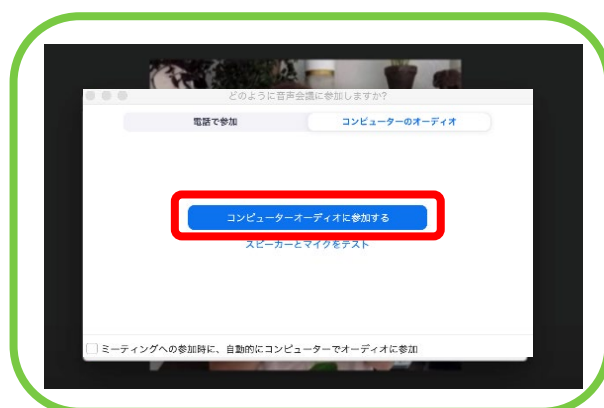 どのように音声会議に参加しますか?
電話で参加 コンピューターのオーディオ
コンピューターオーディオに参加する
スピーカーとマイクをテスト
ミーティングへの参加時に、自動的にコンピューターでオーディオに参加